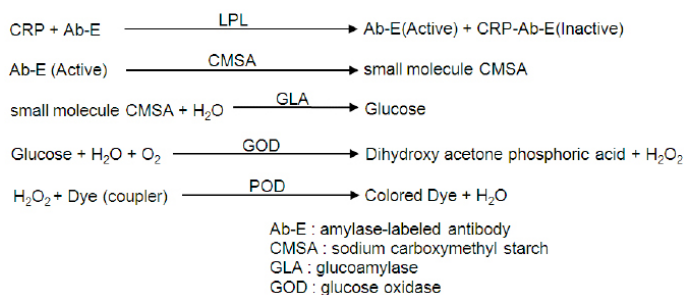 CRP + Ab-E LPL Ab-E(Active) + CRP-Ab-E(Inactive)
Ab-E (Active) CMSA small molecule CMSA
small molecule CMSA + H₂O GLA Glucose
Glucose + H₂O + O₂ GOD Dihydroxy acetone phosphoric acid + H₂O₂
H₂O₂ + Dye (coupler) POD Colored Dye + H₂O
Ab-E : amylase-labeled antibody
CMSA : sodium carboxymethyl starch
GLA : glucoamylase
GOD : glucose oxidase